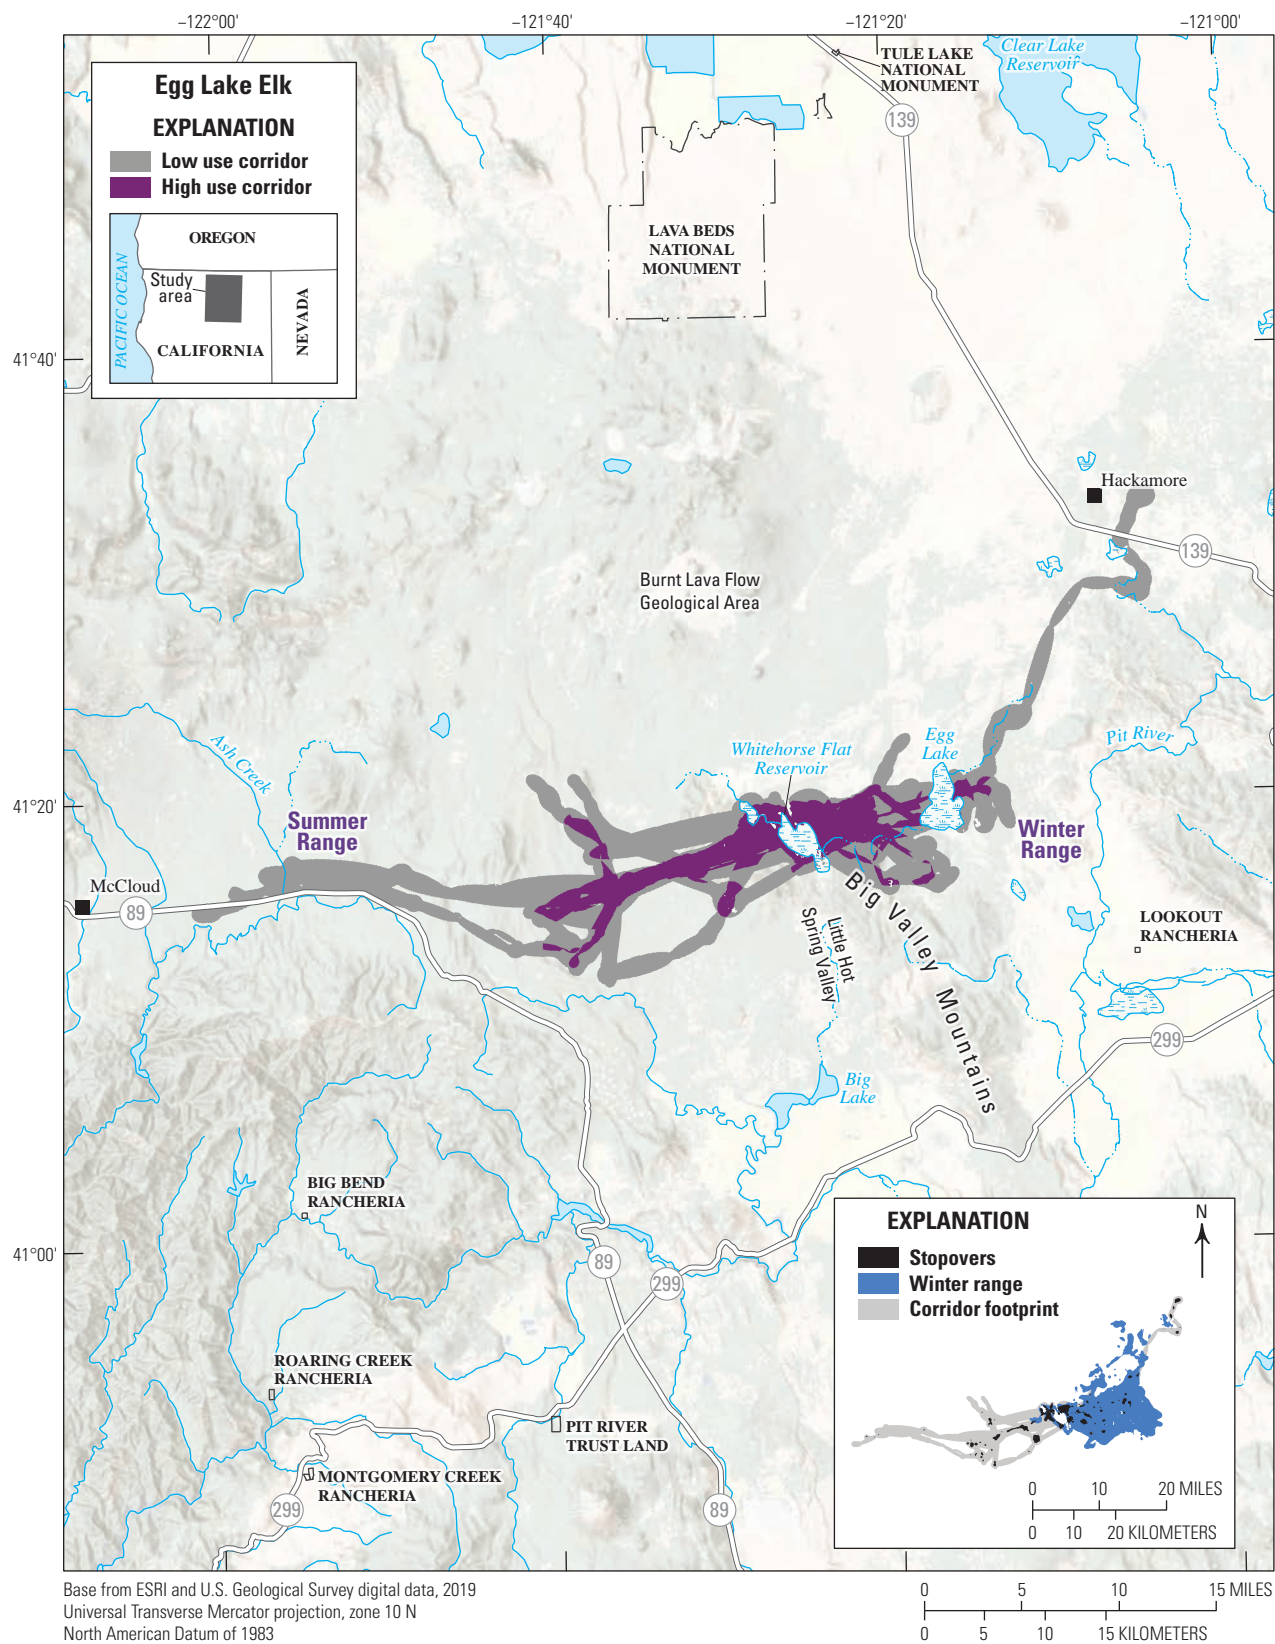 −122°00'
−121°40'
−121°20'
−121°00'
Egg Lake Elk
EXPLANATION
Low use corridor
High use corridor
OREGON
PACIFIC OCEAN
Study
area
NEVADA
CALIFORNIA
TULE LAKE
NATIONAL
MONUMENT
Clear Lake
Reservoir
139
LAVA BEDS
NATIONAL
MONUMENT
41°40'
Hackamore
139
Burnt Lava Flow
Geological Area
Ash Creek
Whitehorse Flat
Reservoir
Egg
Lake
Pit River
41°20'
Summer
Range
Winter
Range
McCloud
89
Big Valley Mountains
Little Hot
Spring Valley
LOOKOUT
RANCHERIA
299
Big
Lake
BIG BEND
RANCHERIA
41°00'
89
299
ROARING CREEK
RANCHERIA
PIT RIVER
TRUST LAND
MONTGOMERY CREEK
RANCHERIA
299
89
EXPLANATION
N
Stopovers
Winter range
Corridor footprint
0 10 20 MILES
0 10 20 KILOMETERS
Base from ESRI and U.S. Geological Survey digital data, 2019
Universal Transverse Mercator projection, zone 10 N
North American Datum of 1983
0 5 10 15 MILES
0 5 10 15 KILOMETERS